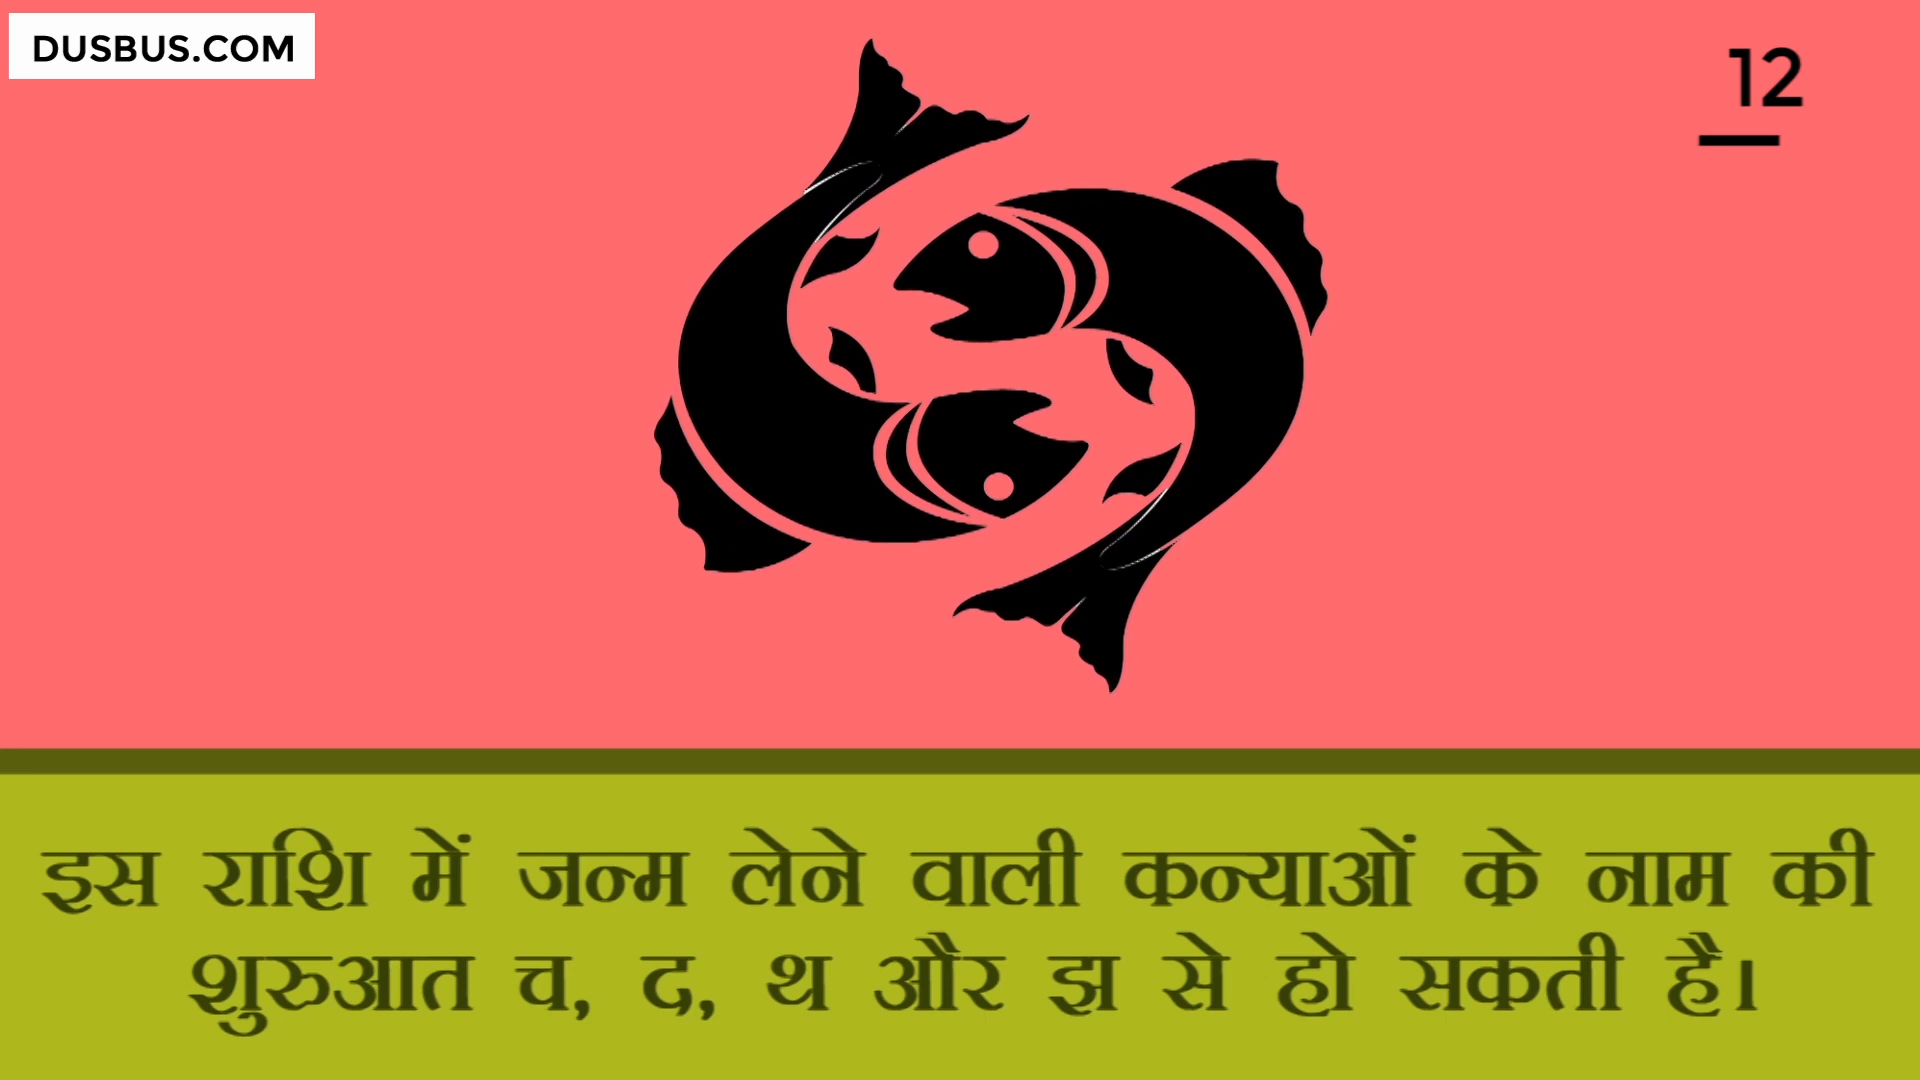 DUSBUS.COM
12
इस राशि में जन्म लेने वाली कन्याओं के नाम की
शुरुआत च, द, थ और झ से हो सकती है।